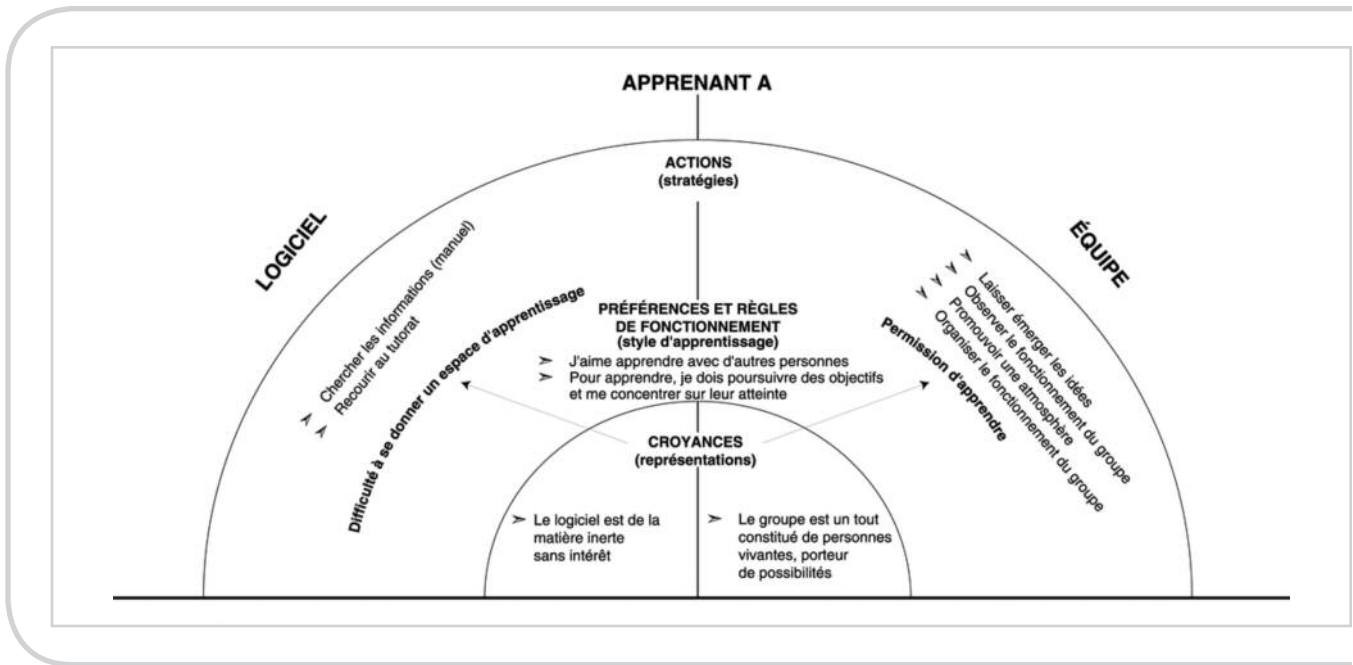 APPRENANT A
ACTIONS
(stratégies)
LOGICIEL
ÉQUIPE
Chercher les informations (manuel)
Recourir au tutorat
Difficulté à se donner un espace d'apprentissage
PRÉFÉRENCES ET RÈGLES
DE FONCTIONNEMENT
(style d'apprentissage)
➢ J'aime apprendre avec d'autres personnes
➢ Pour apprendre, je dois poursuivre des objectifs
et me concentrer sur leur atteinte
Laisser émerger les idées
Observer le fonctionnement du groupe
Promouvoir une atmosphère
Organiser le fonctionnement du groupe
Permission d'apprendre
CROYANCES
(représentations)
➢ Le logiciel est de la
matière inerte
sans intérêt
➢ Le groupe est un tout
constitué de personnes
vivantes, porteur
de possibilités